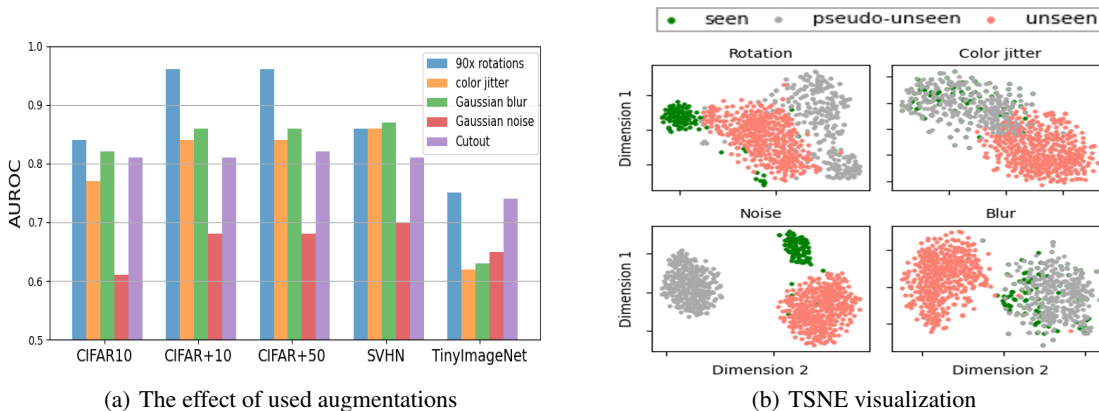 1.0
0.9
0.8
0.7
0.6
0.5
AUROC
90x rotations
color jitter
Gaussian blur
Gaussian noise
Cutout
CIFAR10 CIFAR+10 CIFAR+50 SVHN TinyImageNet
(a) The effect of used augmentations
seen pseudo-unseen unseen
Rotation Color jitter
Dimension 1
Noise Blur
Dimension 1
Dimension 2 Dimension 2
(b) TSNE visualization